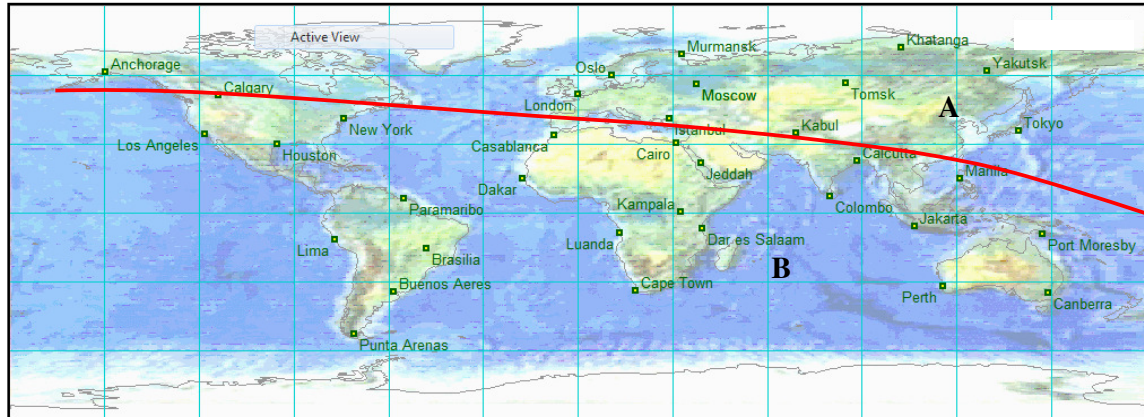 Active View
Khatanga
Murmansk
Anchorage
Oslo
Yakutsk
Calgary
Moscow
Tomsk
London
A
New York
Istanbul
Kabul
Tokyo
Los Angeles
Houston
Casablanca
Cairo
Calcutta
Jeddah
Manila
Dakar
Paramaribo
Kampala
Colombo
Jakarta
Lima
Luanda
Dar es Salaam
Port Moresby
Brasilia
B
Buenos Aeres
Cape Town
Perth
Canberra
Punta Arenas